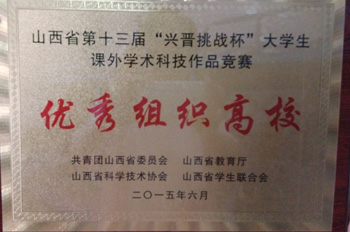 山西省第十三届“兴晋挑战杯”大学生
课外学术科技作品竞赛
优秀组织高校
共青团山西省委员会 山西省教育厅
山西省科学技术协会 山西省学生联合会
二〇一五年六月